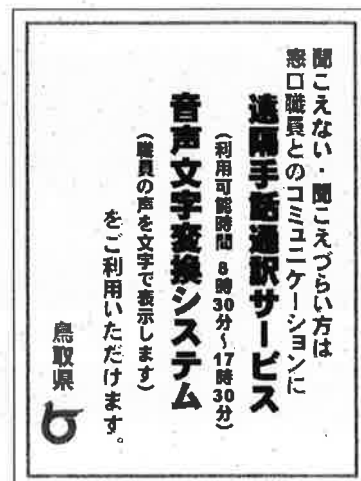 聞こえない・聞こえづらい方は
窓口職員とのコミュニケーションに
遠隔手話通訳サービス
(利用可能時間 8時30分～17時30分)
音声文字変換システム
(職員の声を文字で表示します)
をご利用いただけます。
鳥取県